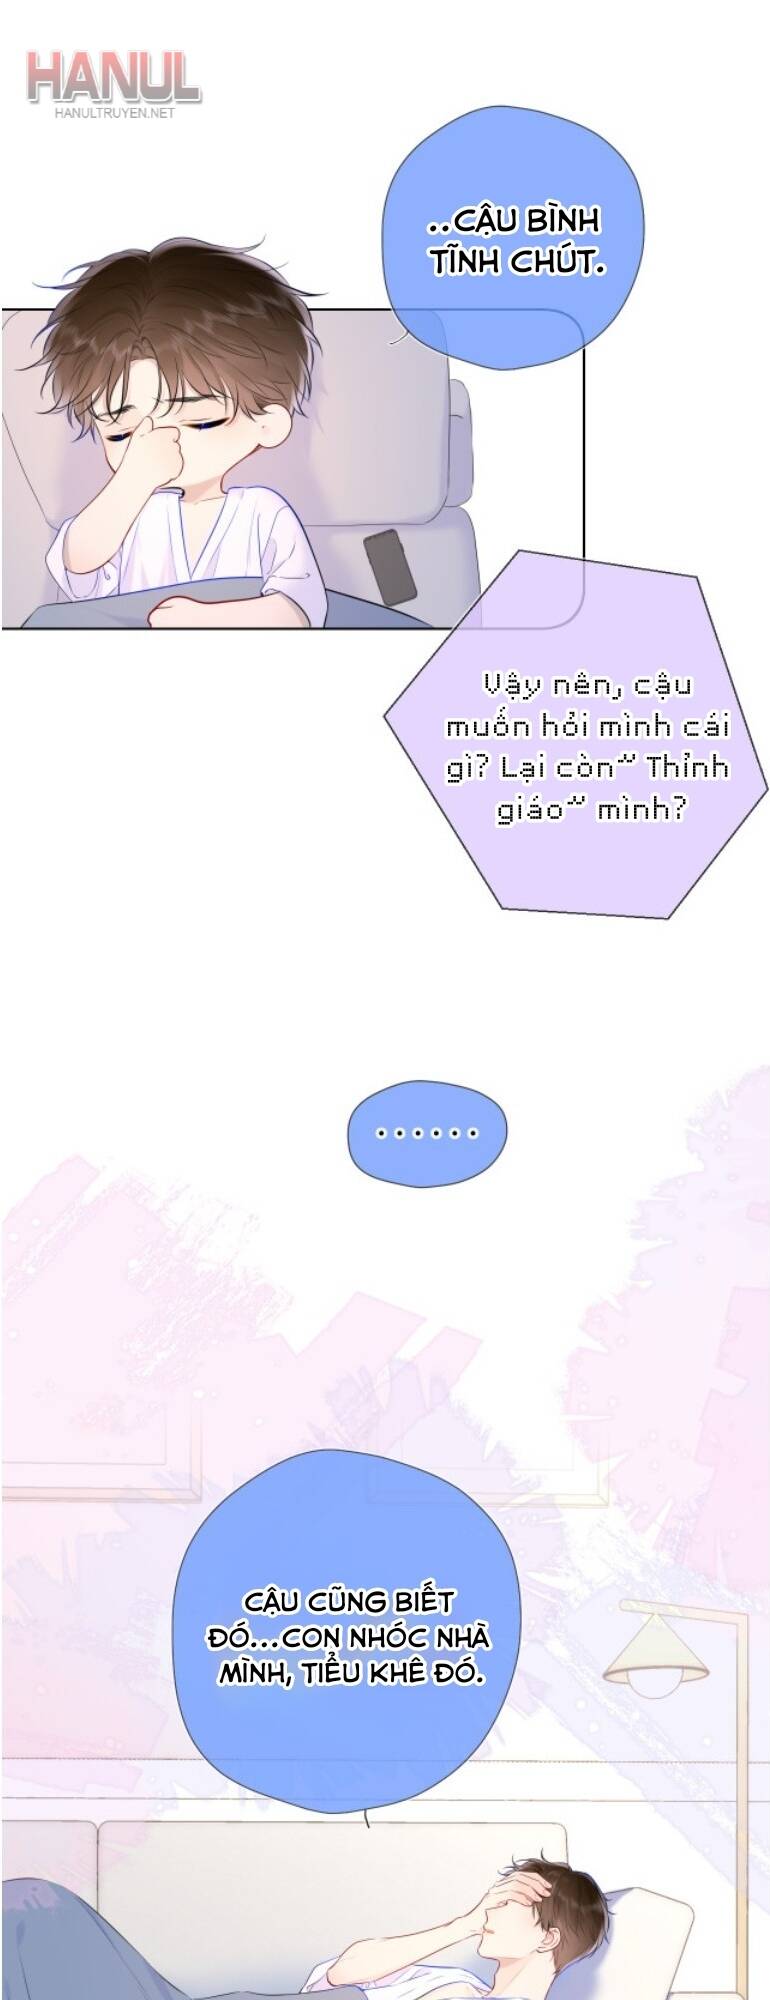 HANUL
HANULTRUYEN.NET
..CẬU BÌNH
TĨNH CHÚT.
Vậy nên, cậu
muốn hỏi mình cái
gì? Lại còn~ Thỉnh
giáo~ mình?
......
CẬU CŨNG BIẾT
ĐÓ...CON NHÓC NHÀ
MÌNH, TIỂU KHÊ ĐÓ.